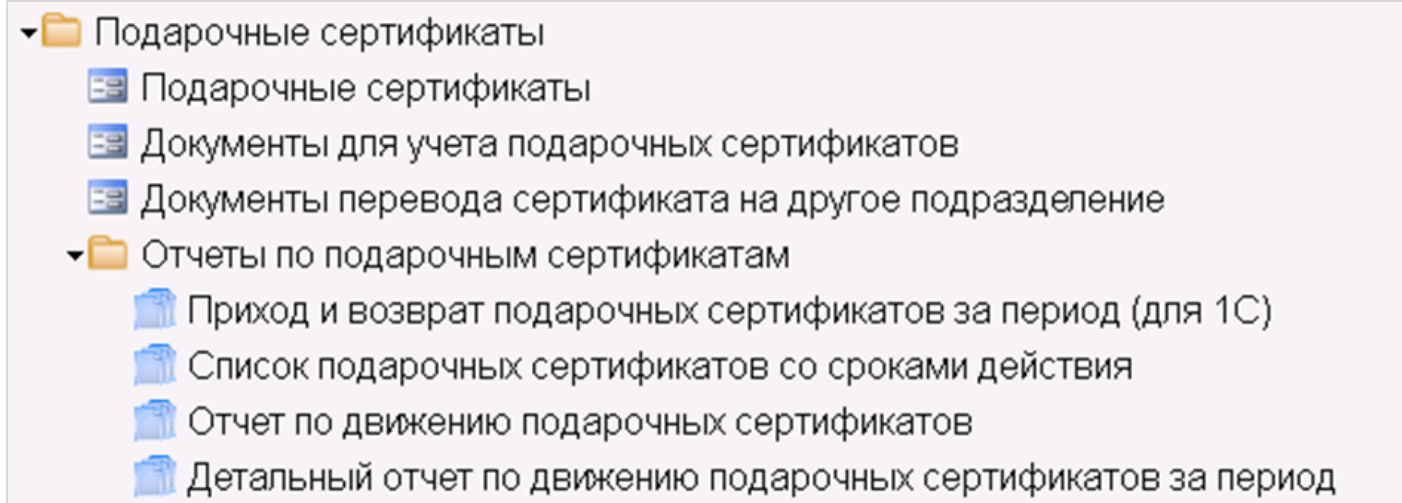 Подарочные сертификаты
Подарочные сертификаты
Документы для учета подарочных сертификатов
Документы перевода сертификата на другое подразделение
Отчеты по подарочным сертификатам
Приход и возврат подарочных сертификатов за период (для 1С)
Список подарочных сертификатов со сроками действия
Отчет по движению подарочных сертификатов
Детальный отчет по движению подарочных сертификатов за период